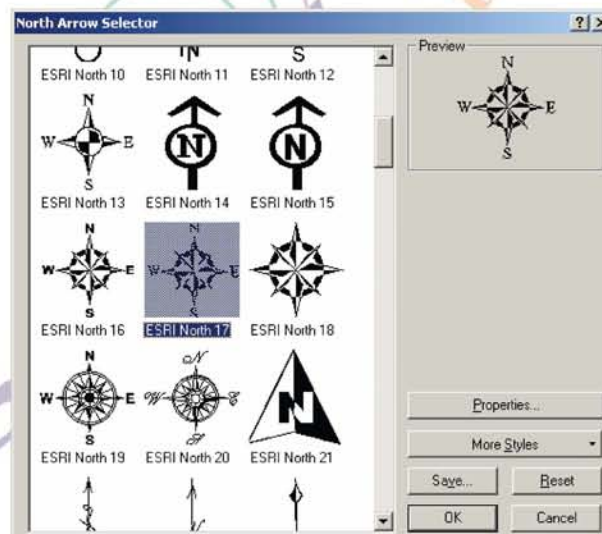 North Arrow Selector
? ×
ESRI North 10 ESRI North 11 ESRI North 12
S
N
W E
S
N
N
ESRI North 13 ESRI North 14 ESRI North 15
N
W E
S
N
W E
S
ESRI North 16 ESRI North 17 ESRI North 18
N
W E
S
N
W E
S
N
ESRI North 19 ESRI North 20 ESRI North 21
Preview
N
W E
S
Properties...
More Styles
Save... Reset
OK Cancel